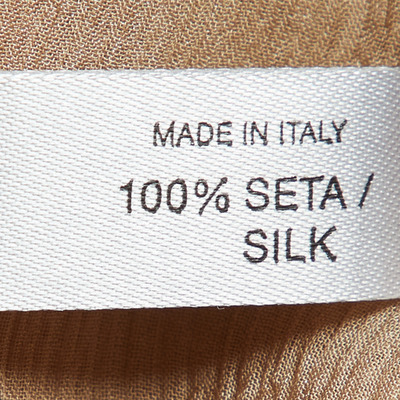 MADE IN ITALY
100% SETA /
SILK